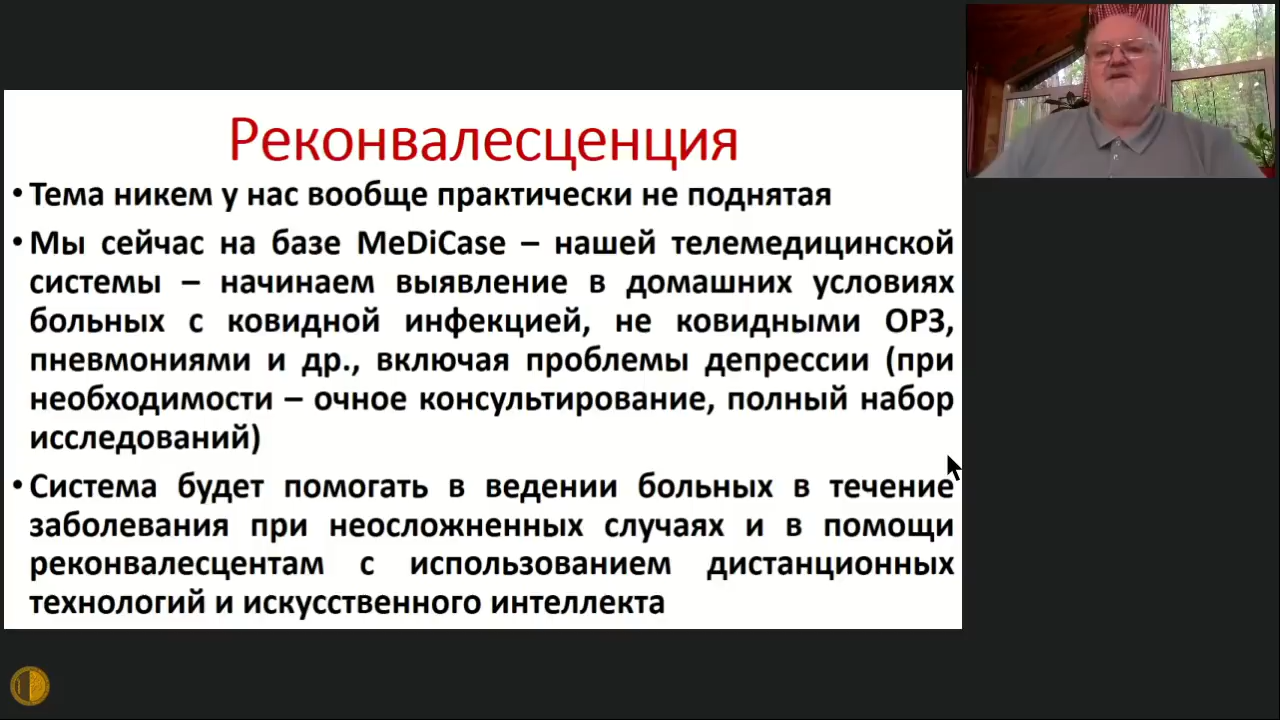 Реконвалесценция
• Тема никем у нас вообще практически не поднятая
• Мы сейчас на базе MeDiCase – нашей телемедицинской
системы – начинаем выявление в домашних условиях
больных с ковидной инфекцией, не ковидными ОРЗ,
пневмониями и др., включая проблемы депрессии (при
необходимости – очное консультирование, полный набор
исследований)
• Система будет помогать в ведении больных в течение
заболевания при неосложненных случаях и в помощи
реконвалесцентам с использованием дистанционных
технологий и искусственного интеллекта